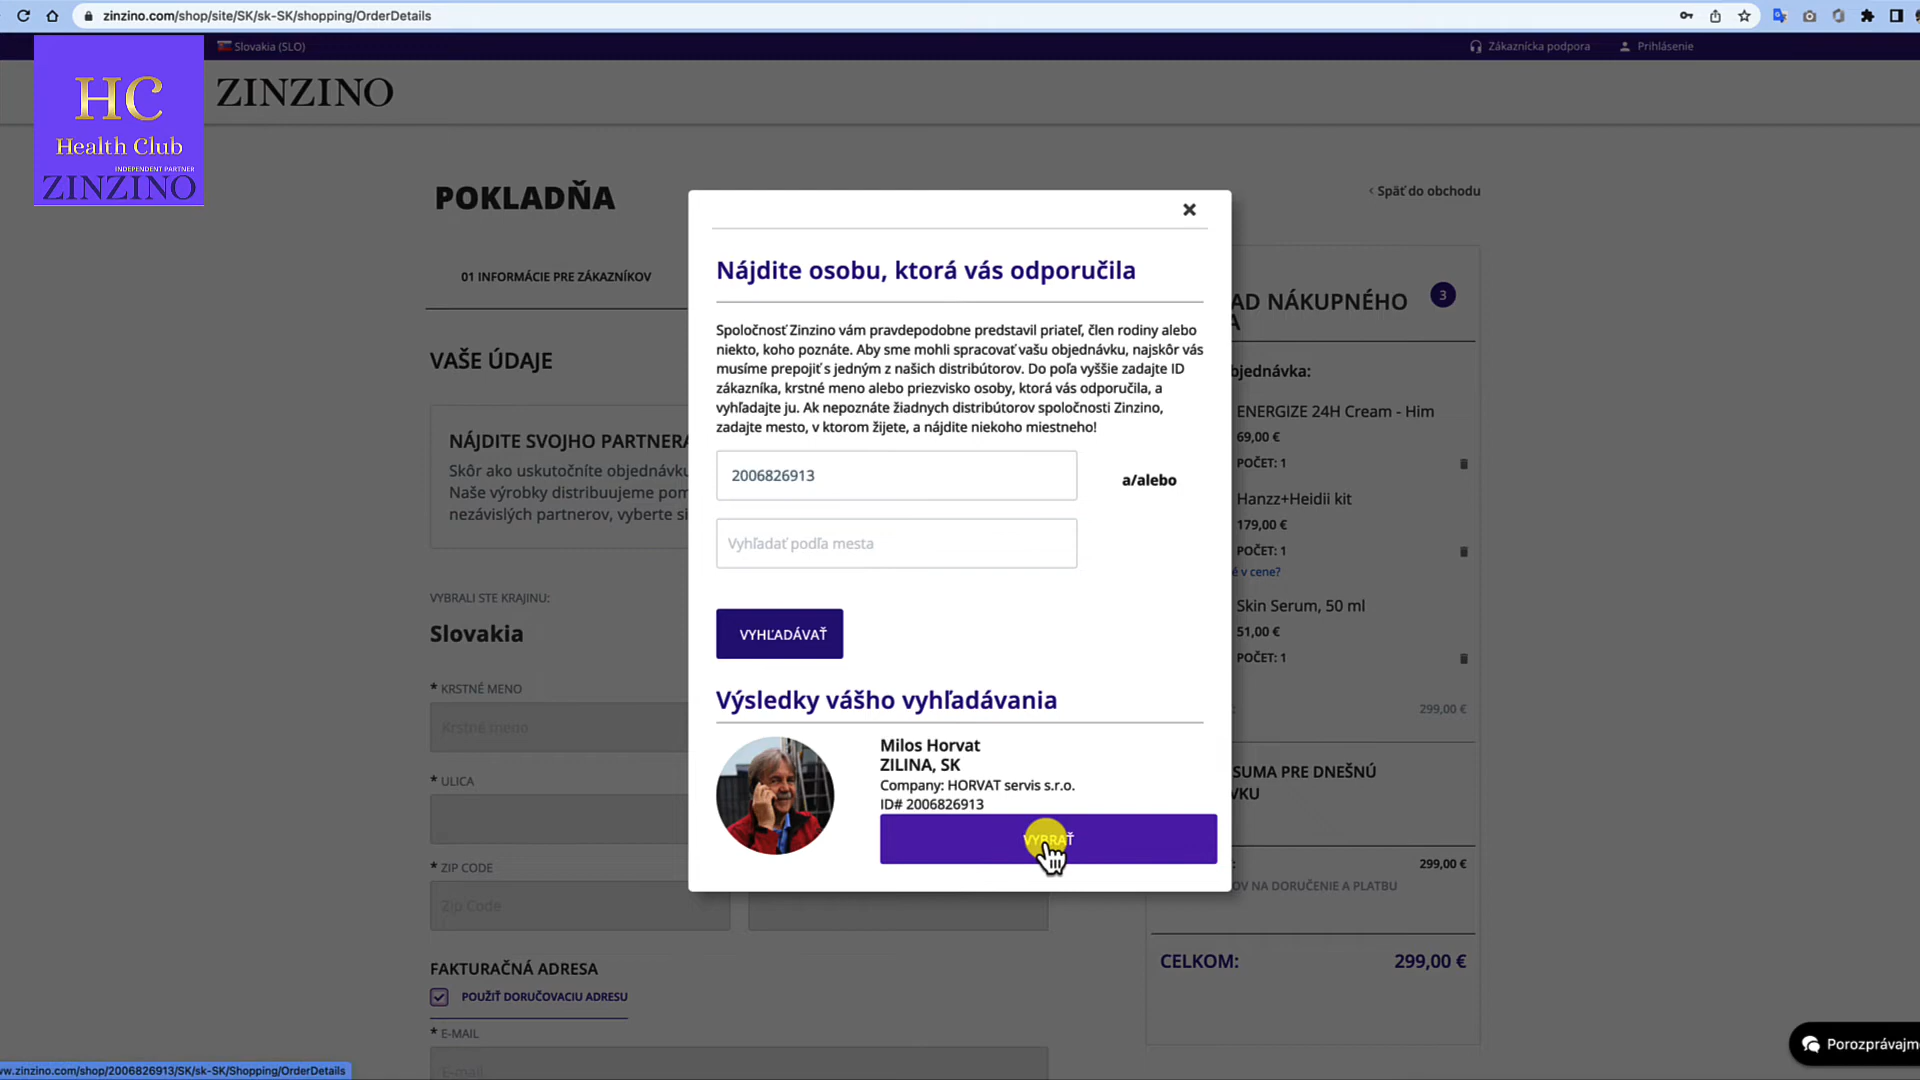 zinzino.com/shop/site/SK/sk-SK/shopping/OrderDetails
Slovakia (SLO)
Zákaznícka podpora
Prihlásenie
HC
Health Club
INDEPENDENT PARTNER
ZINZINO
ZINZINO
POKLADŇA
‹ Späť do obchodu
01 INFORMÁCIE PRE ZÁKAZNÍKOV
VAŠE ÚDAJE
NÁJDITE SVOJHO PARTNERA
Skôr ako uskutočníte objednávku
Naše výrobky distribuujeme pom
nezávislých partnerov, vyberte si
VYBRALI STE KRAJINU:
Slovakia
* KRSTNÉ MENO
Krstné meno
* ULICA
* ZIP CODE
Zip Code
FAKTURAČNÁ ADRESA
POUŽIŤ DORUČOVACIU ADRESU
* E-MAIL
E-mail
Nájdite osobu, ktorá vás odporučila
Spoločnosť Zinzino vám pravdepodobne predstavil priateľ, člen rodiny alebo
niekto, koho poznáte. Aby sme mohli spracovať vašu objednávku, najskôr vás
musíme prepojiť s jedným z našich distribútorov. Do poľa vyššie zadajte ID
zákazníka, krstné meno alebo priezvisko osoby, ktorá vás odporučila, a
vyhľadajte ju. Ak nepoznáte žiadnych distribútorov spoločnosti Zinzino,
zadajte mesto, v ktorom žijete, a nájdite niekoho miestneho!
2006826913
a/alebo
Vyhľadať podľa mesta
VYHĽADÁVAŤ
Výsledky vášho vyhľadávania
Milos Horvat
ZILINA, SK
Company: HORVAT servis s.r.o.
ID# 2006826913
VYBRAŤ
AD NÁKUPNÉHO
A
3
bjednávka:
ENERGIZE 24H Cream - Him
69,00 €
POČET: 1
Hanzz+Heidii kit
179,00 €
POČET: 1
é v cene?
Skin Serum, 50 ml
51,00 €
POČET: 1
: 299,00 €
SUMA PRE DNEŠNÚ
VKU
: 299,00 €
OV NA DORUČENIE A PLATBU
CELKOM: 299,00 €
Porozprávajm
w.zinzino.com/shop/2006826913/SK/sk-SK/Shopping/OrderDetails